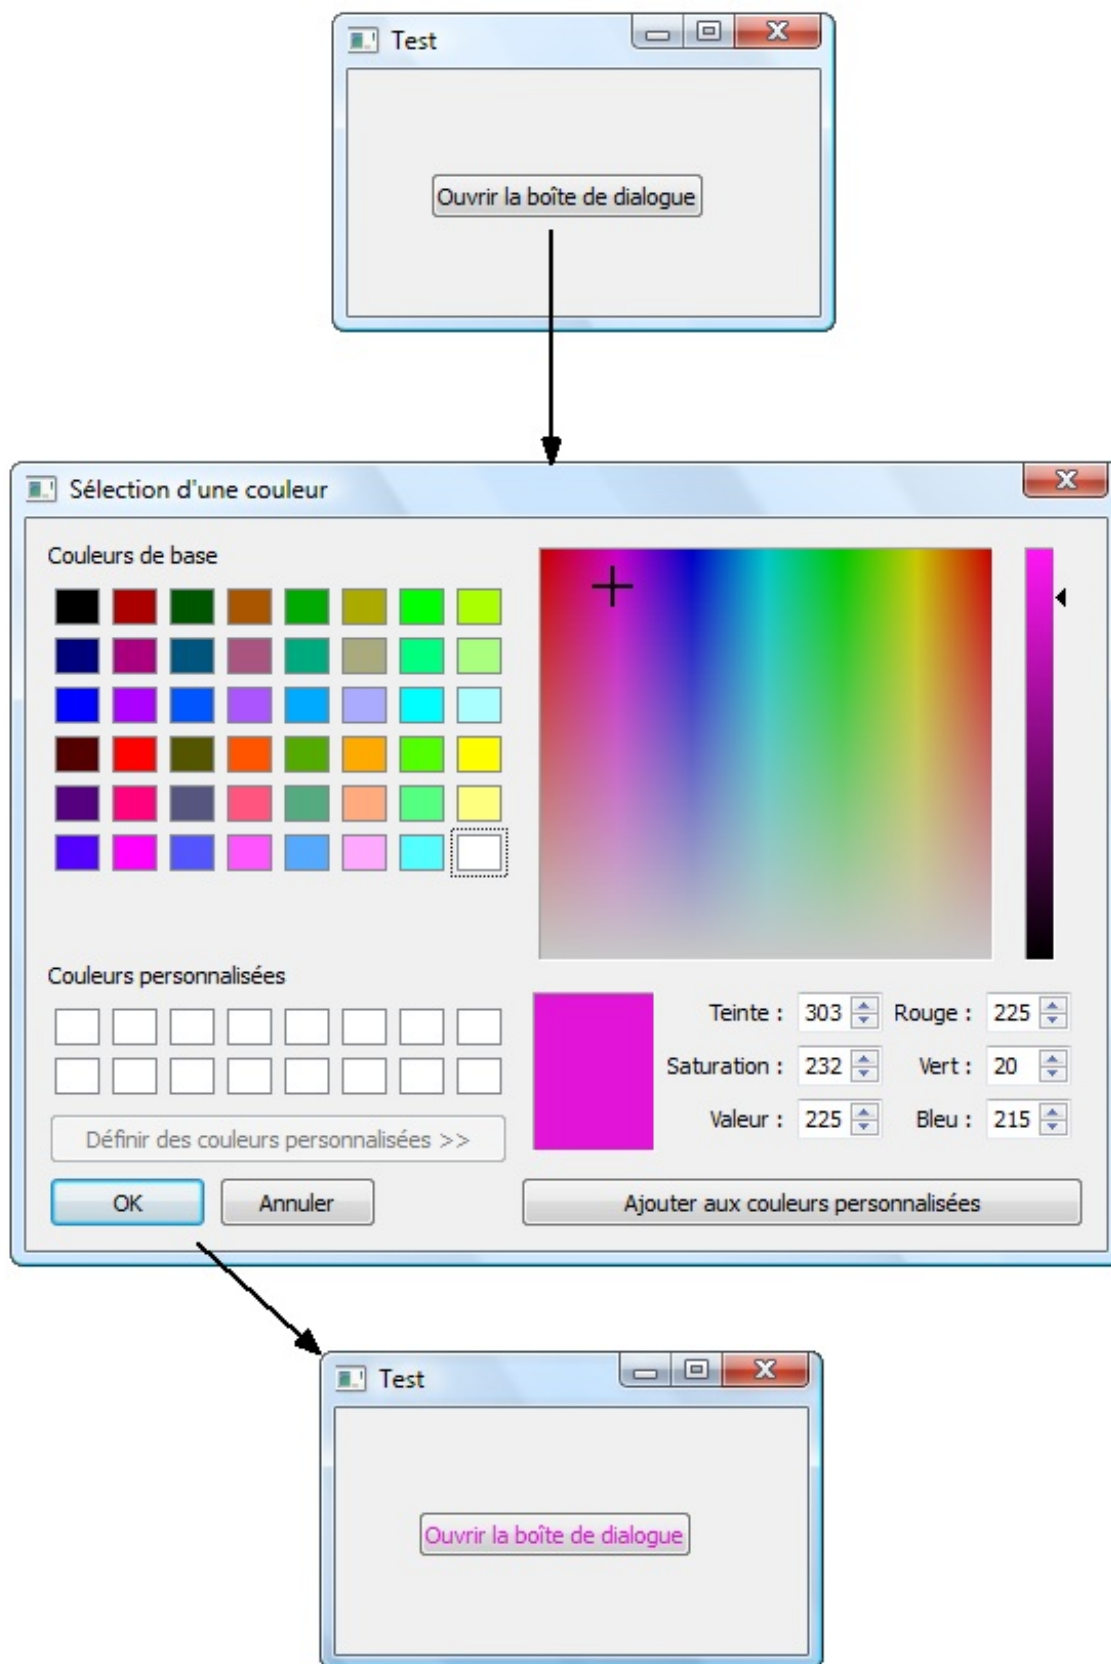 Test
Ouvrir la boîte de dialogue
Sélection d'une couleur
Couleurs de base
Couleurs personnalisées
Teinte : 303 Rouge : 225
Saturation : 232 Vert : 20
Valeur : 225 Bleu : 215
Définir des couleurs personnalisées >>
OK Annuler Ajouter aux couleurs personnalisées
Test
Ouvrir la boîte de dialogue